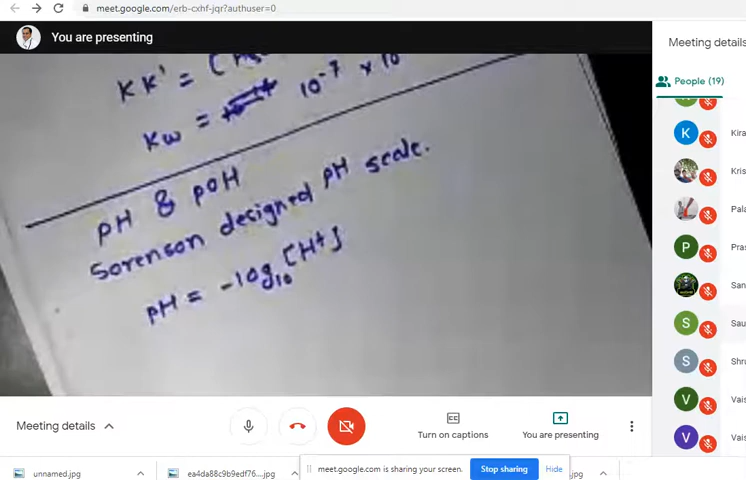 meet.google.com/erb-cxhf-jqr?authuser=0
You are presenting
Meeting details
People (19)
KK' =
Kw = 10⁻⁷ × 10
pH & pOH
Sorenson designed pH scale.
pH = -log₁₀ [H+]
K
Kira
Kris
Pala
P
Pras
San
S
Sau
S
Shru
V
Vais
V
Vais
Meeting details
Turn on captions
You are presenting
unnamed.jpg
ea4da88c9b9edf76....jpg
meet.google.com is sharing your screen.
Stop sharing
Hide
.jpg